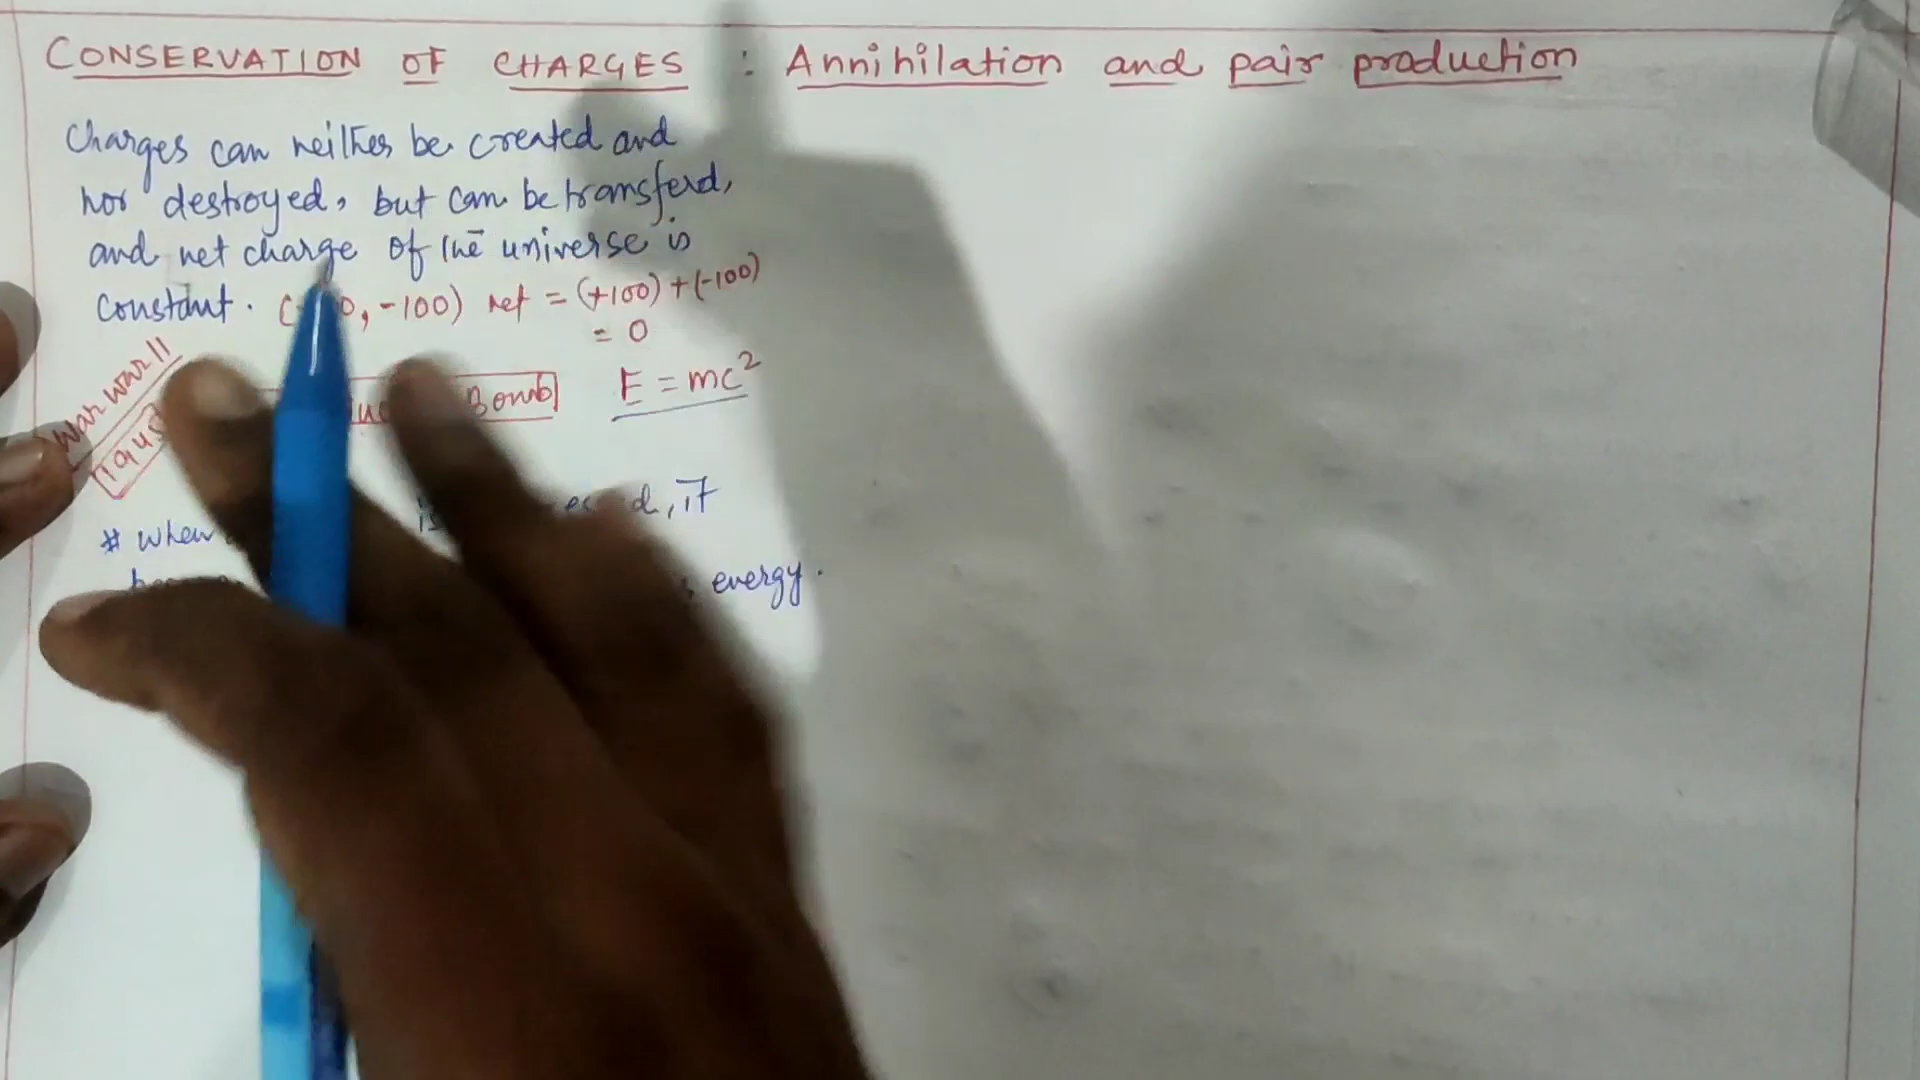 CONSERVATION OF CHARGES : Annihilation and pair production
Charges can neither be created and
nor destroyed, but can be transferd,
and net charge of the universe is
constant. , -100) net = (+100) + (-100)
= 0
war war II
1945
Bomb
E = mc²
# when is , it
energy.